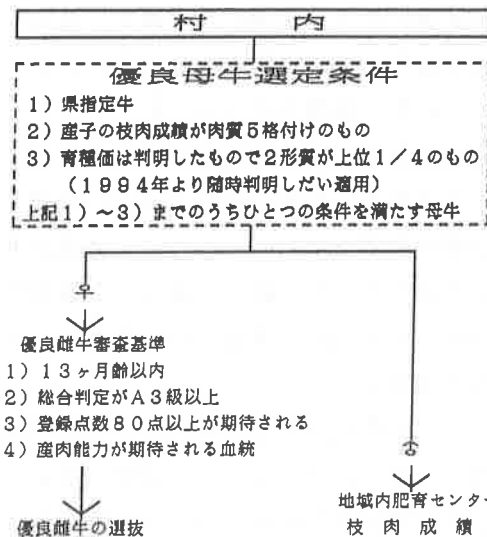 村 内
優良母牛選定条件
1）県指定牛
2）産子の枝肉成績が肉質5格付けのもの
3）育種価は判明したもので2形質が上位1／4のもの
（1994年より随時判明しだい適用）
上記1）～3）までのうちひとつの条件を満たす母牛
♀
優良雌牛審査基準
1）13ヶ月齢以内
2）総合判定がA3級以上
3）登録点数80点以上が期待される
4）産肉能力が期待される血統
♂
優良雌牛の選抜
地域内肥育センター
枝 肉 成 績